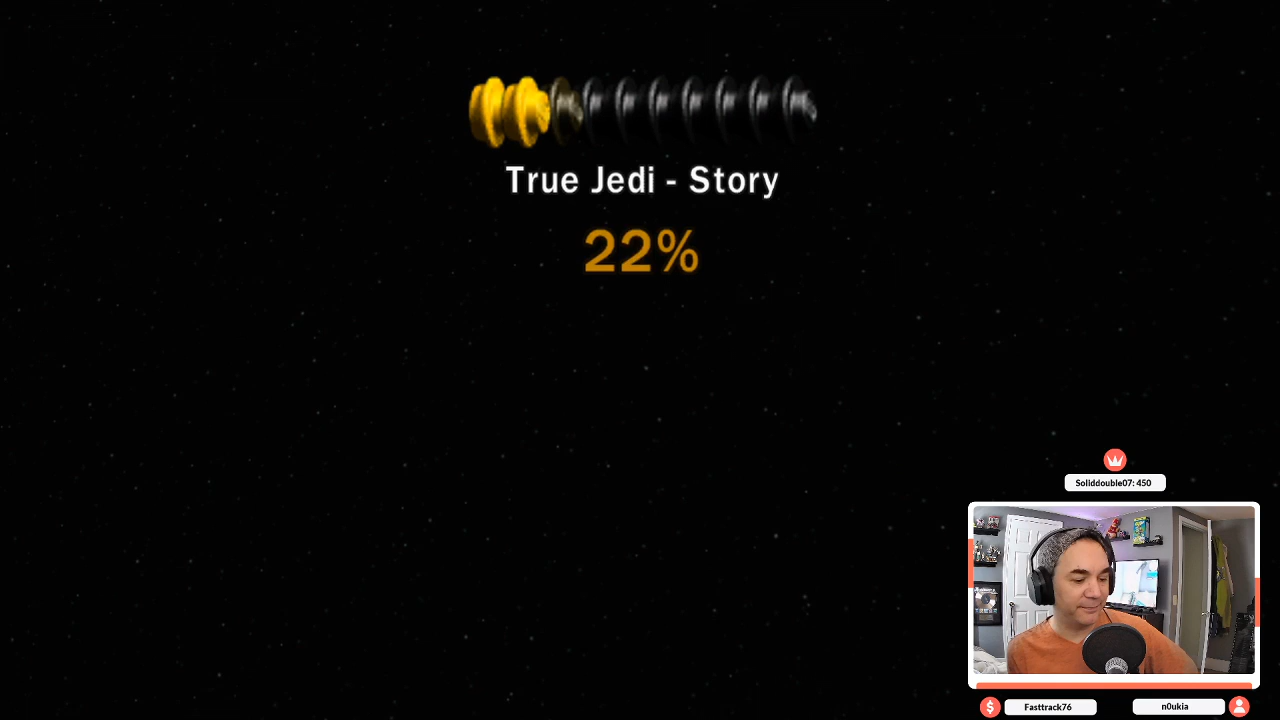 True Jedi - Story
22%
Soliddouble07: 450
$
Fasttrack76
n0ukia